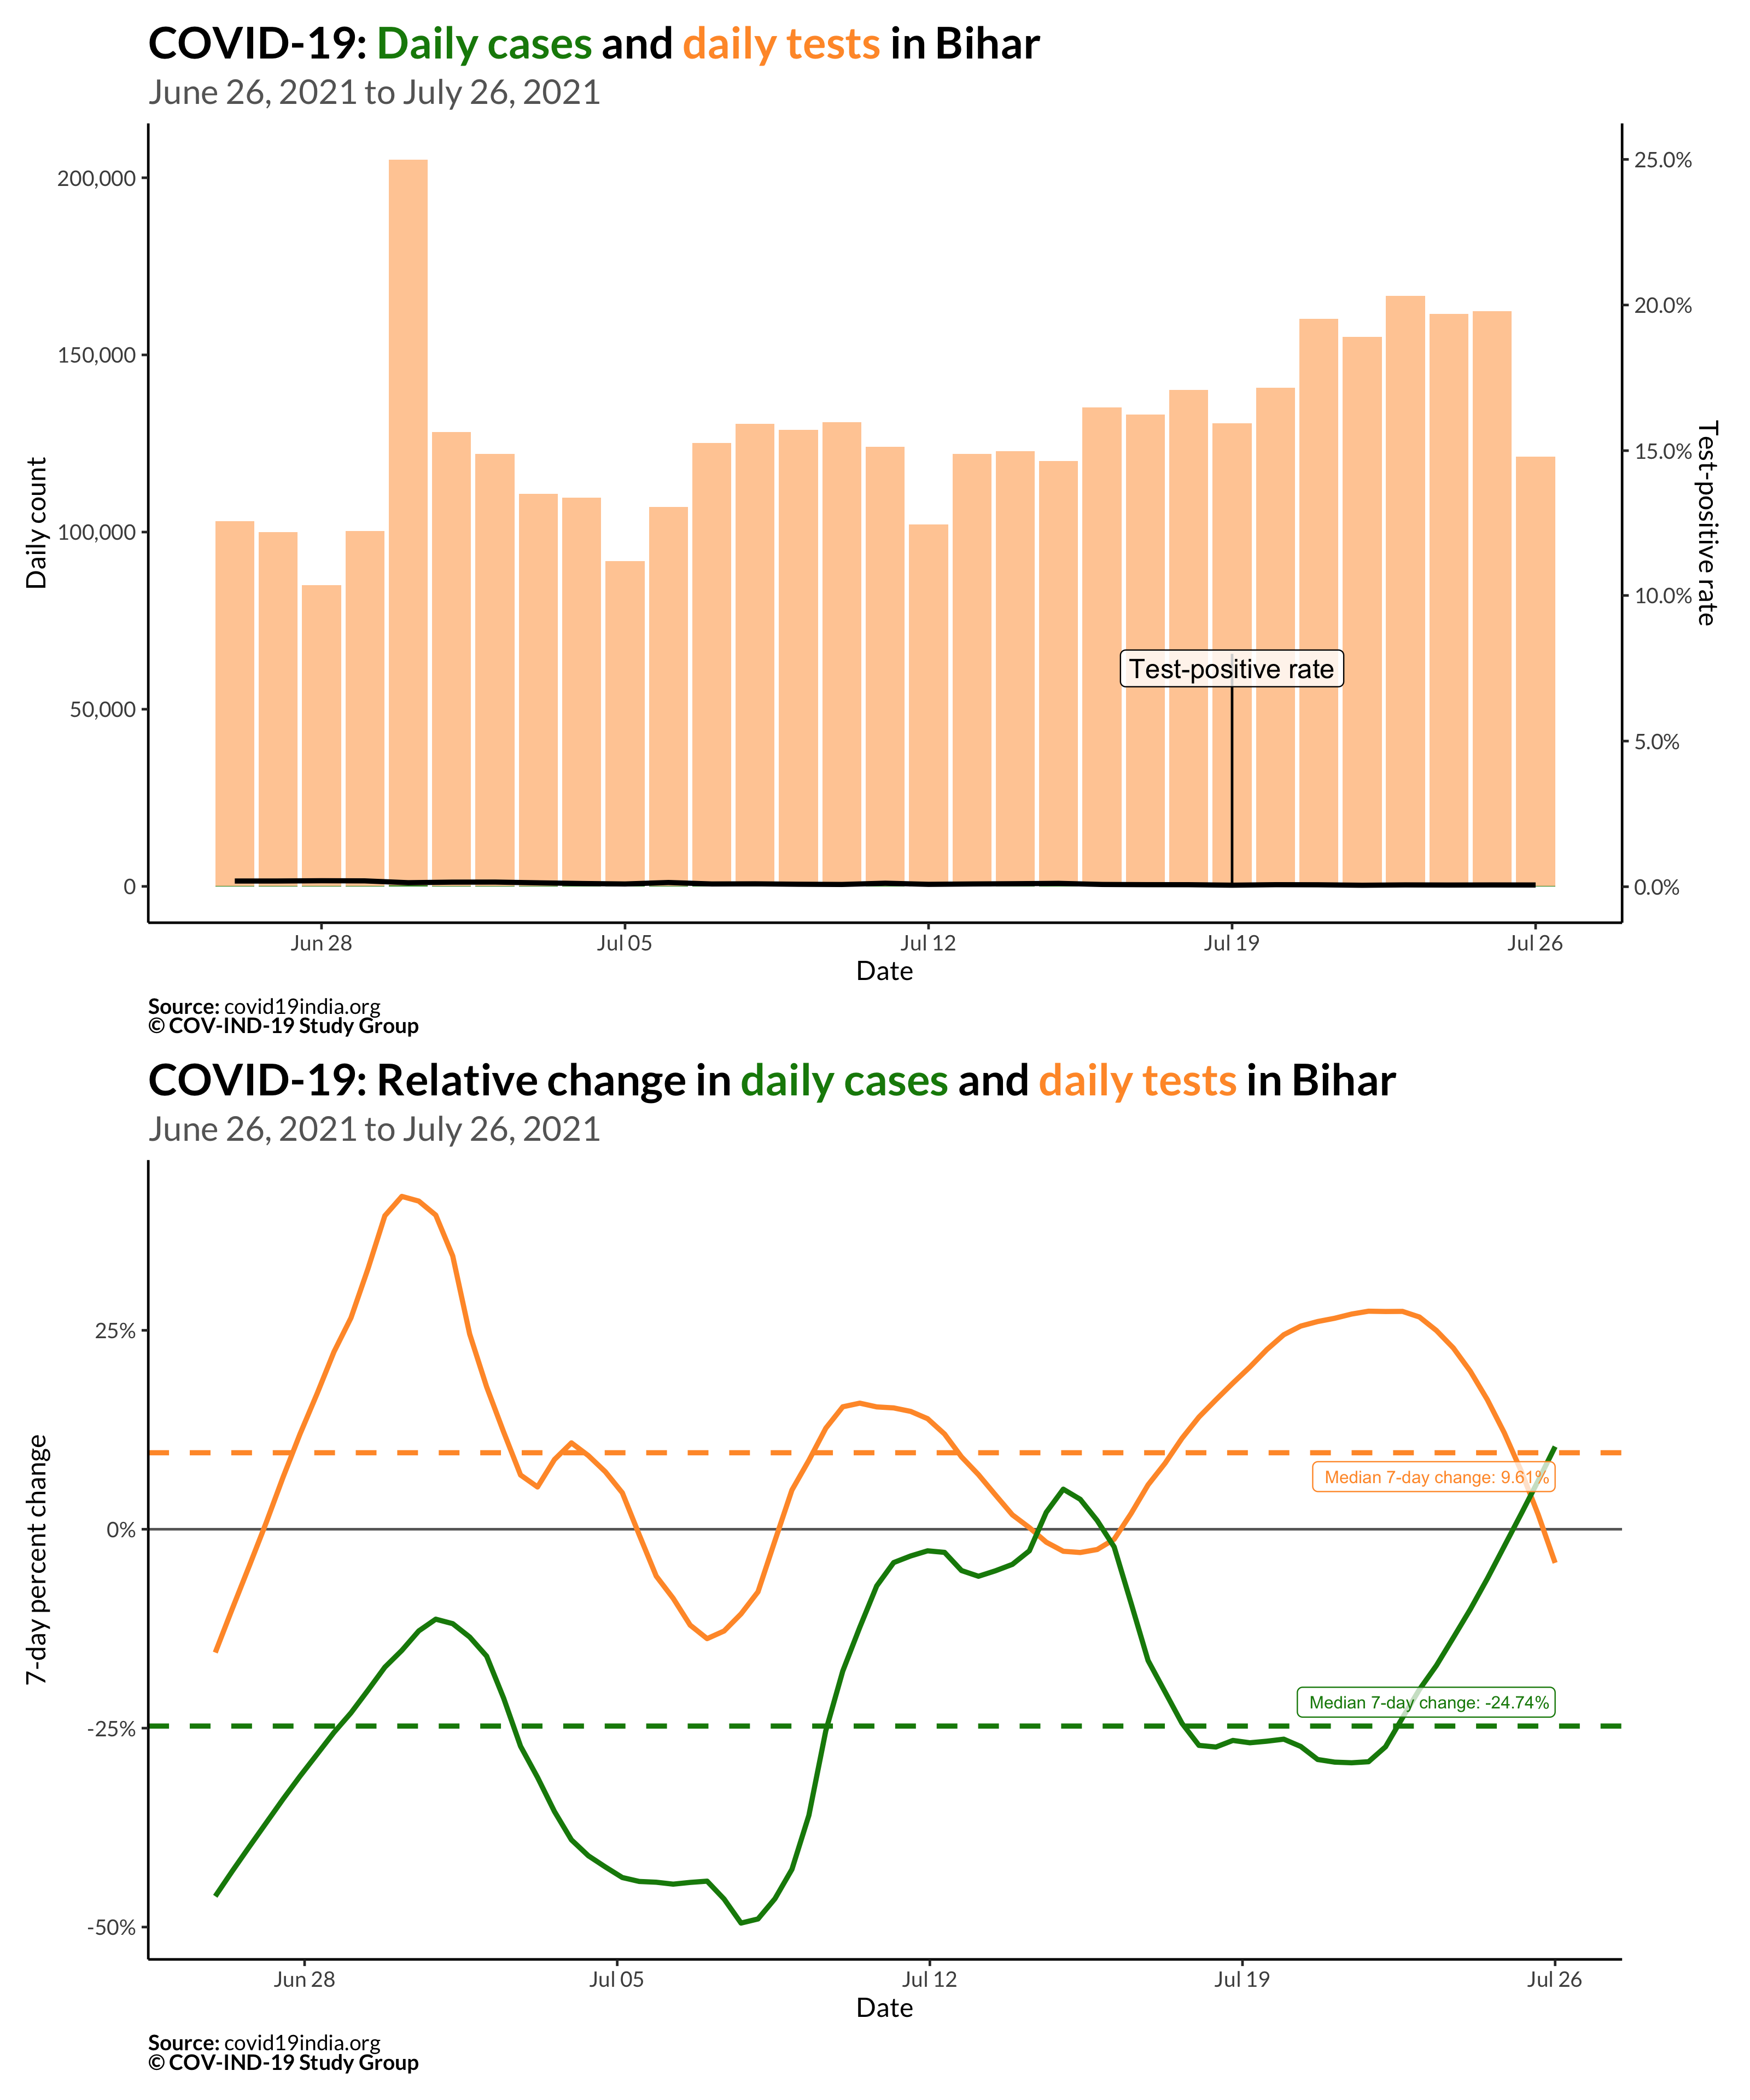 COVID-19: Daily cases and daily tests in Bihar
June 26, 2021 to July 26, 2021
200,000
150,000
100,000
50,000
0
Daily count
25.0%
20.0%
15.0%
10.0%
5.0%
0.0%
Test-positive rate
Test-positive rate
Jun 28
Jul 05
Jul 12
Jul 19
Jul 26
Date
Source: covid19india.org
© COV-IND-19 Study Group
COVID-19: Relative change in daily cases and daily tests in Bihar
June 26, 2021 to July 26, 2021
25%
0%
-25%
-50%
7-day percent change
Median 7-day change: 9.61%
Median 7-day change: -24.74%
Jun 28
Jul 05
Jul 12
Jul 19
Jul 26
Date
Source: covid19india.org
© COV-IND-19 Study Group